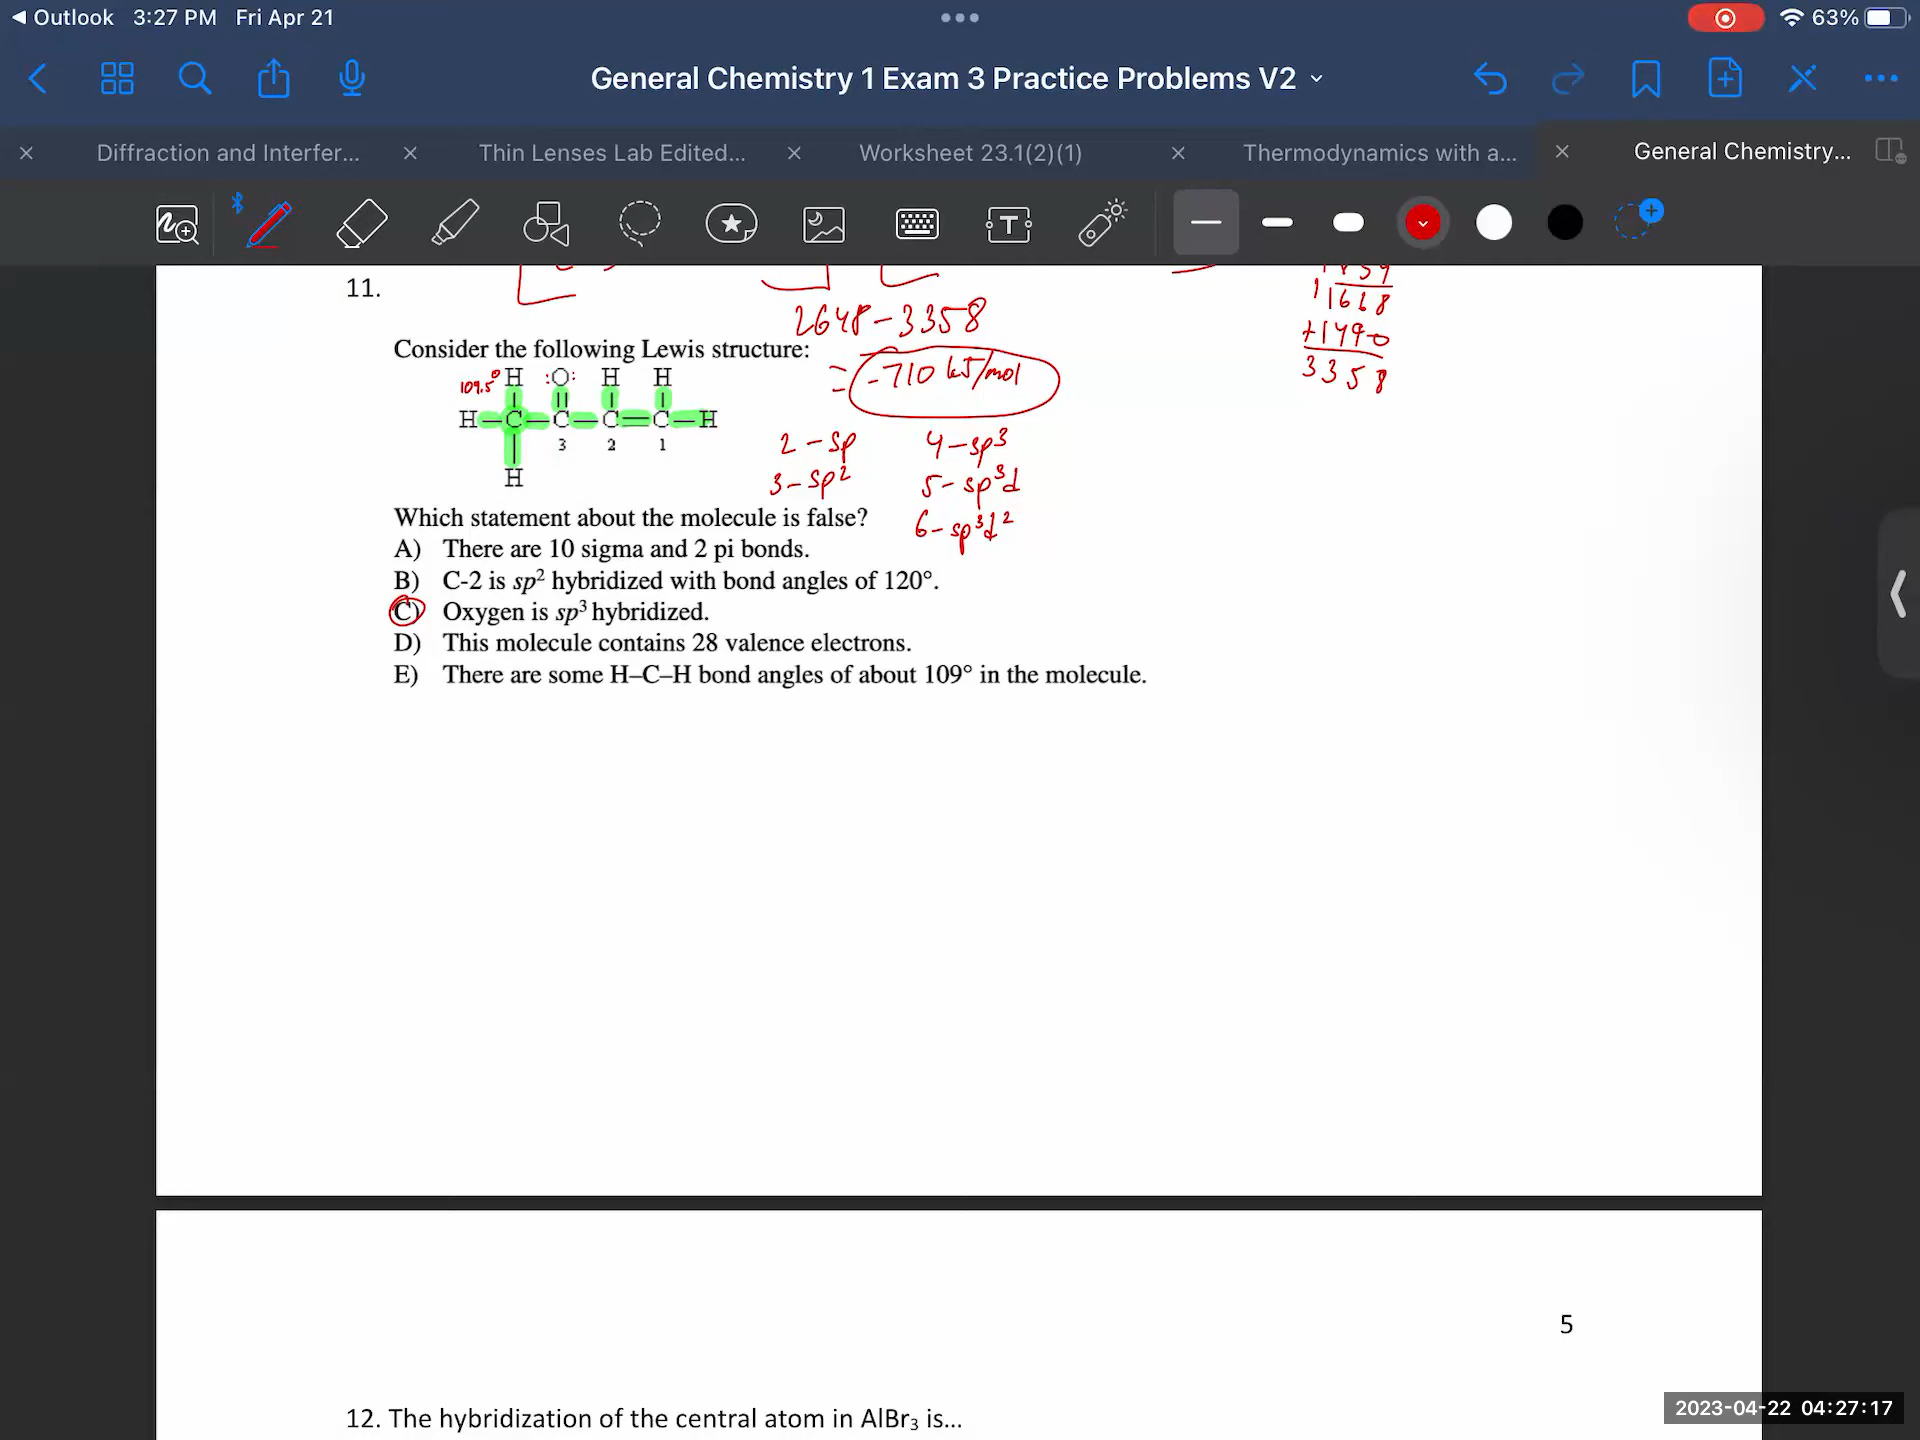 Outlook 3:27 PM Fri Apr 21 63%
General Chemistry 1 Exam 3 Practice Problems V2
Diffraction and Interfer... Thin Lenses Lab Edited... Worksheet 23.1(2)(1) Thermodynamics with a... General Chemistry...
T
11.
1668
+1490
3358
2648-3358
= -710 kJ/mol
Consider the following Lewis structure:
109.5° H :O: H H
H-C-C-C=C-H
3 2 1
H
2-sp 4-sp³
3-sp² 5-sp³d
6-sp³d²
Which statement about the molecule is false?
A) There are 10 sigma and 2 pi bonds.
B) C-2 is sp² hybridized with bond angles of 120°.
C) Oxygen is sp³ hybridized.
D) This molecule contains 28 valence electrons.
E) There are some H–C–H bond angles of about 109° in the molecule.
5
12. The hybridization of the central atom in AlBr₃ is...
2023-04-22 04:27:17